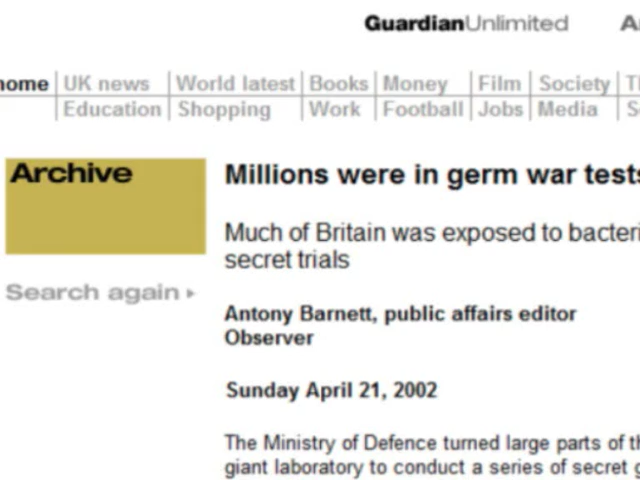 GuardianUnlimited
home UK news World latest Books Money Film Society
Education Shopping Work Football Jobs Media
Archive
Search again
Millions were in germ war tests
Much of Britain was exposed to
secret trials
Antony Barnett, public affairs editor
Observer
Sunday April 21, 2002
The Ministry of Defence turned large parts of
giant laboratory to conduct a series of secret